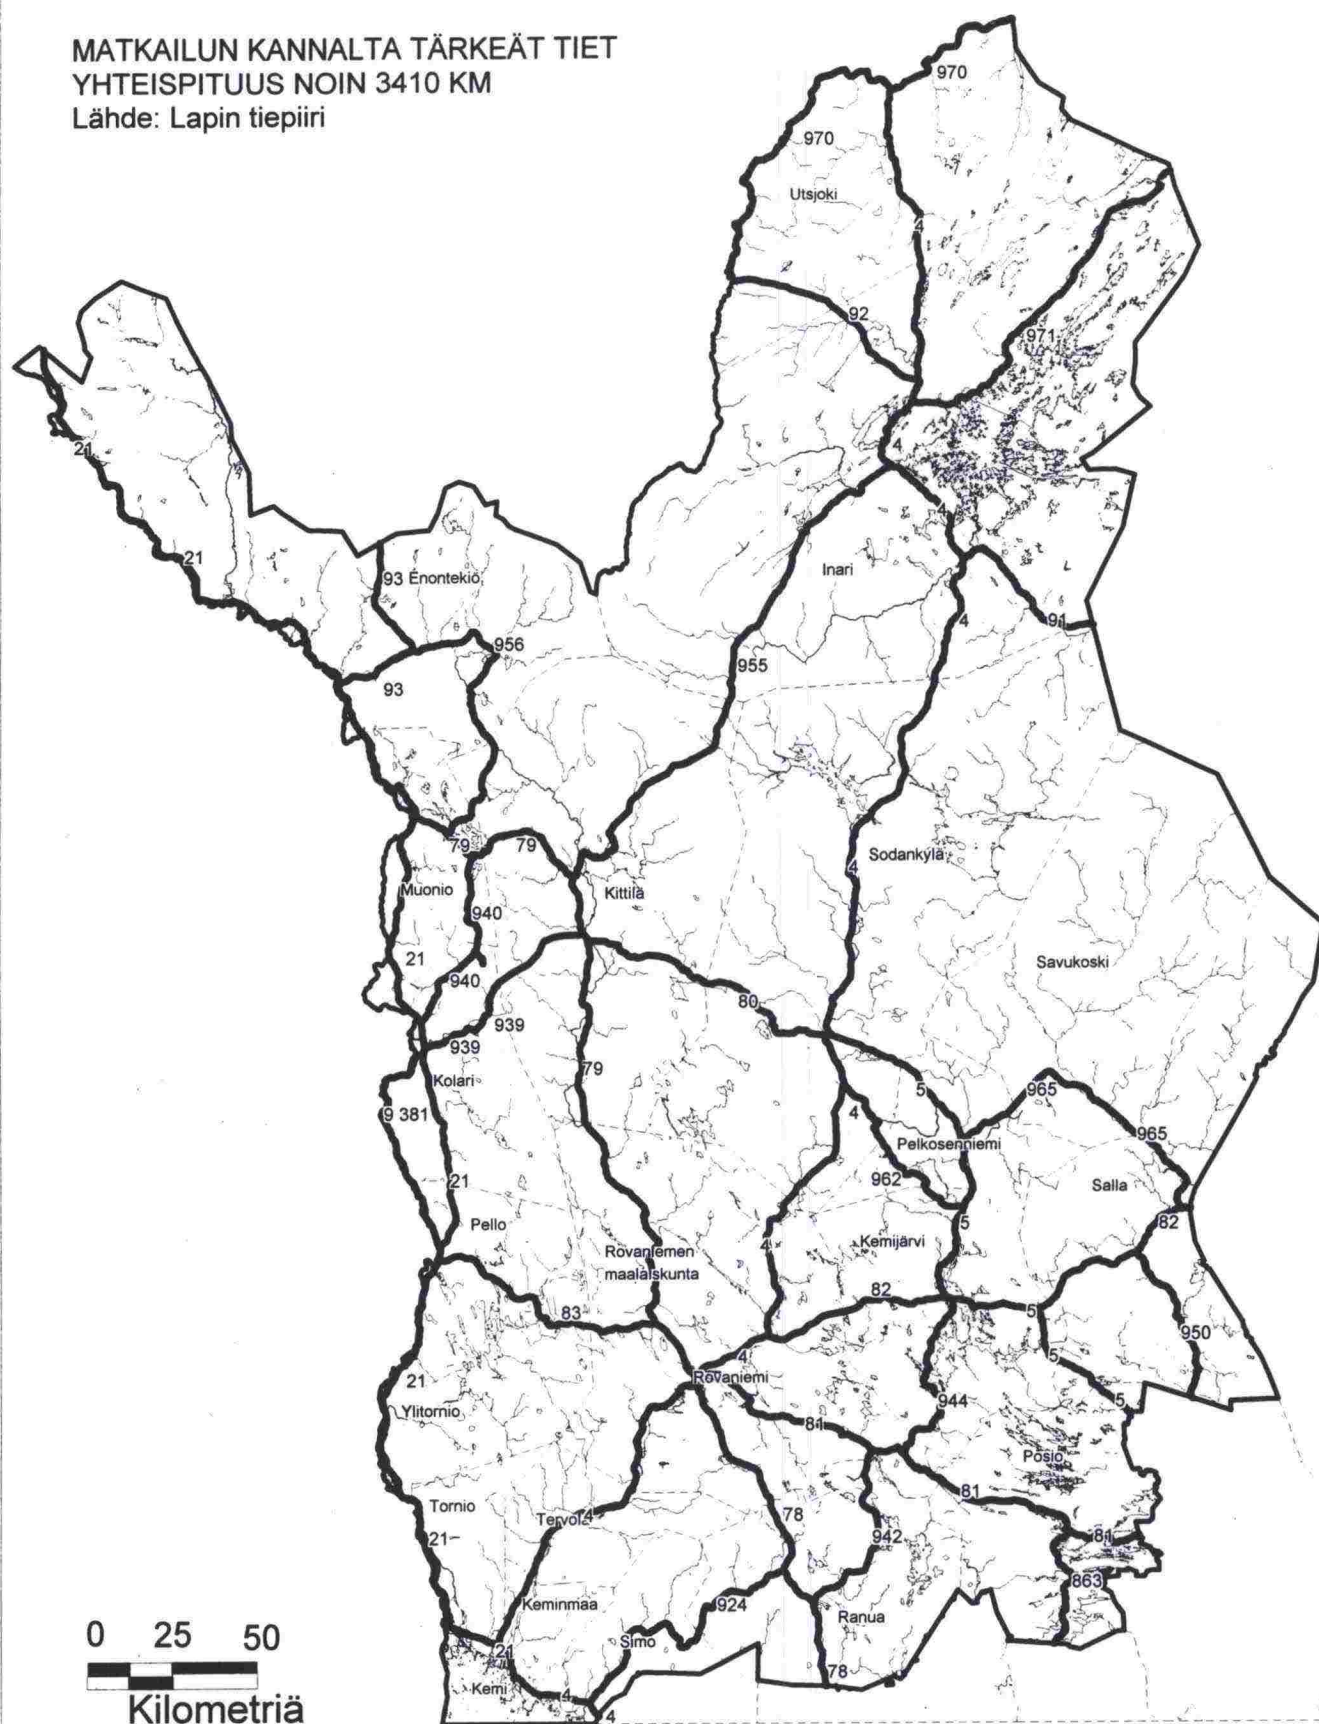 MATKAILUN KANNALTA TÄRKEÄT TIET
YHTEISPITUUS NOIN 3410 KM
Lähde: Lapin tiepiiri
970
970
Utsjoki
4
92
971
21
4
4
21
93 Enontekiö
Inari
4
91
956
955
93
79
79
Sodankylä
4
Muonio
Kittilä
940
21
Savukoski
940
80
939
939
79
Kolari
5
965
9 381
4
965
Pelkosenniemi
21
962
Salla
Pello
5
82
Rovaniemen
maalaiskunta
4
Kemijärvi
82
83
5
950
4
5
21
Rovaniemi
944
5
Ylitornio
81
Posio
81
Tornio
Tervola
4
78
21
942
81
863
Keminmaa
924
Ranua
Simo
21
78
Kemi
4
4
0 25 50
Kilometriä